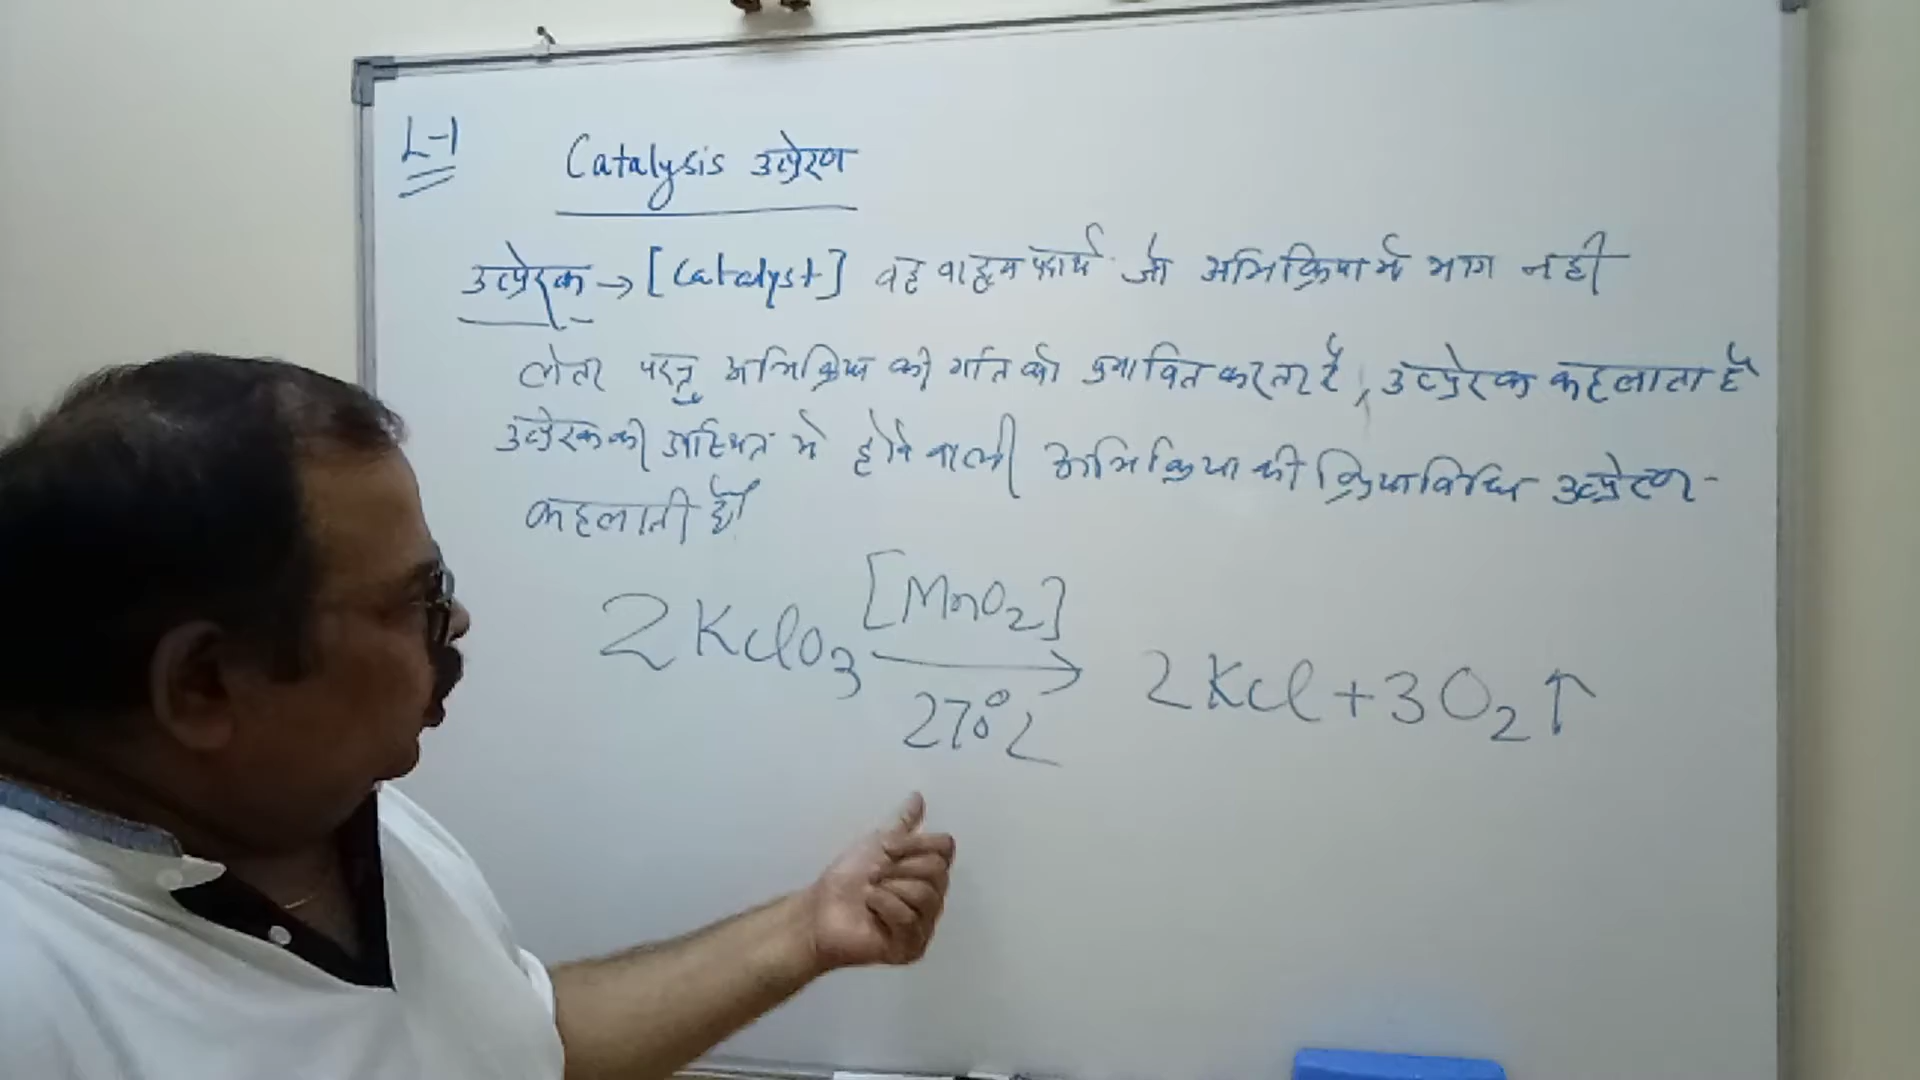 L-1
Catalysis उत्प्रेरण
उत्प्रेरक → [Catalyst] वह बाह्य पदार्थ जो अभिक्रिया में भाग नही
लेता परन्तु अभिक्रिया की गति को प्रभावित करता है, उत्प्रेरक कहलाता है
उत्प्रेरक की उपस्थिति में होने वाली अभिक्रिया की क्रियाविधि उत्प्रेरण-
कहलाती है।
[MnO₂]
2KClO₃ → 2KCl + 3O₂ ↑
270°C